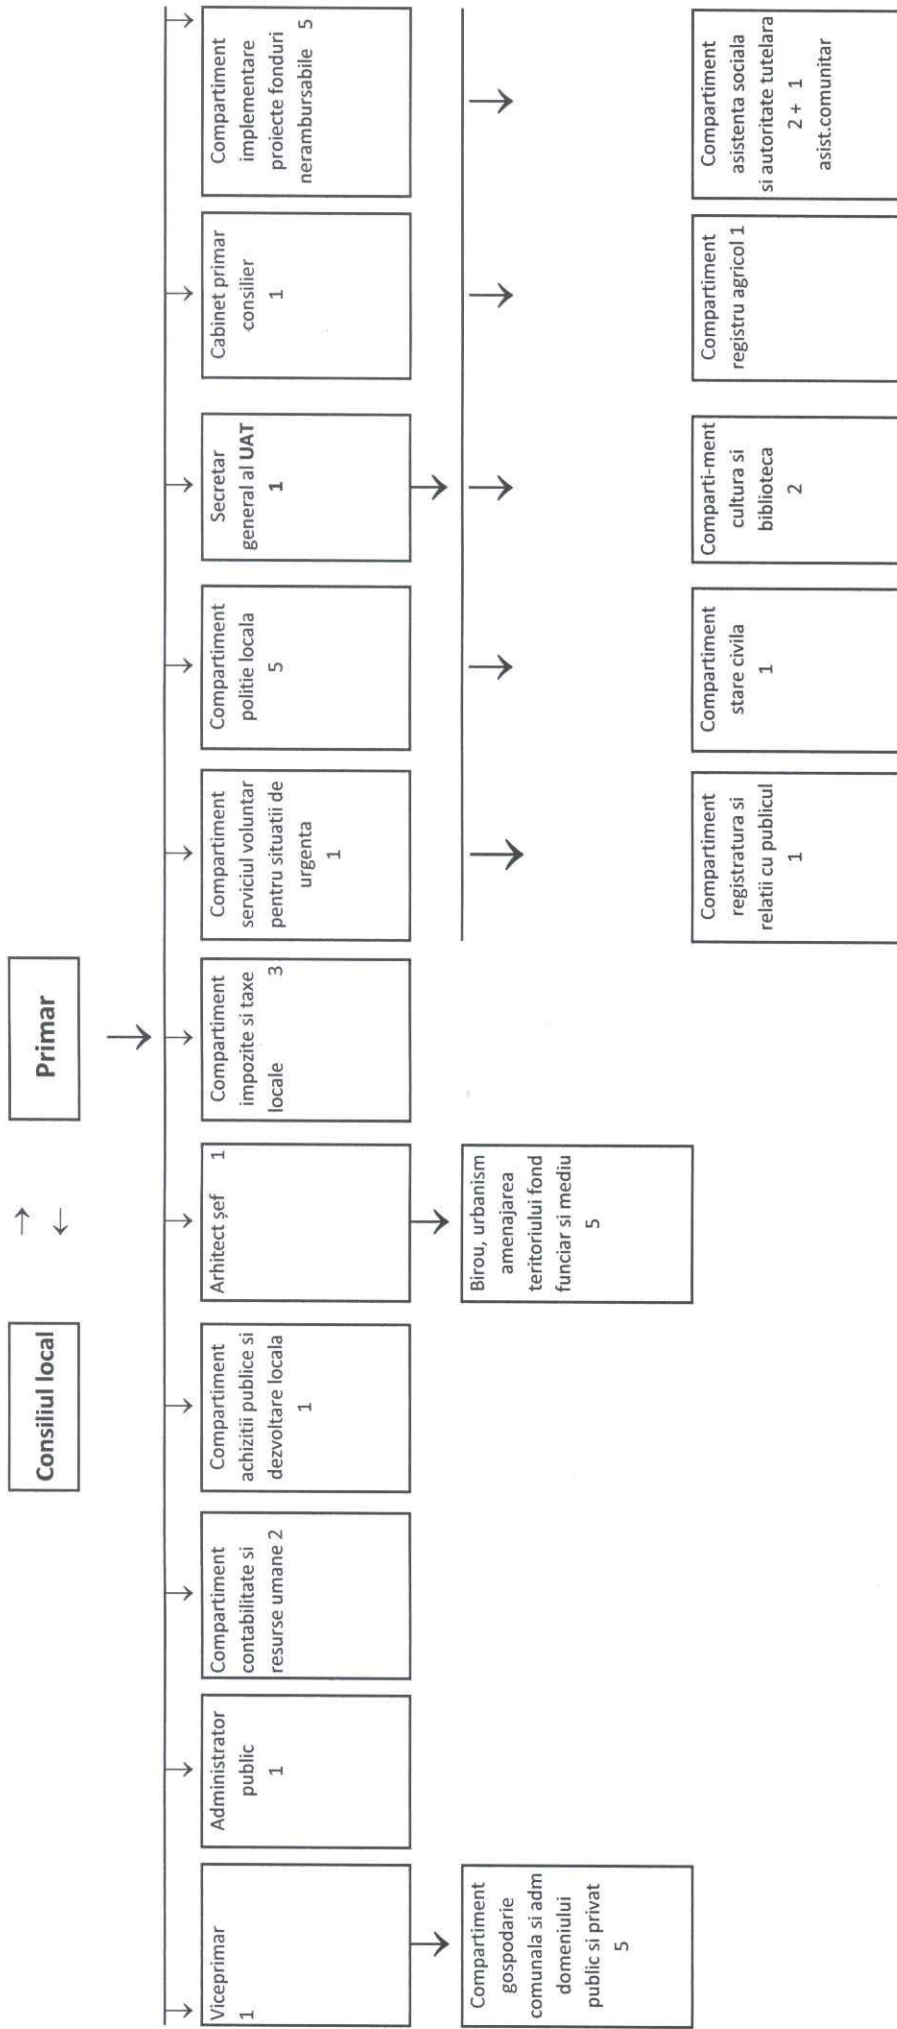 Consiliul local
→
←
Primar
Viceprimar
1
Administrator
public
1
Compartiment
contabilitate si
resurse umane 2
Compartiment
achizitii publice si
dezvoltare locala
1
Arhitect șef 1
Compartiment
impozite si taxe
locale 3
Compartiment
serviciul voluntar
pentru situatii de
urgenta
1
Compartiment
politie locala
5
Secretar
general al UAT
1
Cabinet primar
consilier
1
Compartiment
implementare
proiecte fonduri
nerambursabile 5
Compartiment
gospodarie
comunala si adm
domeniului
public si privat
5
Birou, urbanism
amenajarea
teritoriului fond
funciar si mediu
5
Compartiment
registratura si
relatii cu publicul
1
Compartiment
stare civila
1
Comparti-ment
cultura si
biblioteca
2
Compartiment
registru agricol 1
Compartiment
asistenta sociala
si autoritate tutelara
2 + 1
asist.comunitar